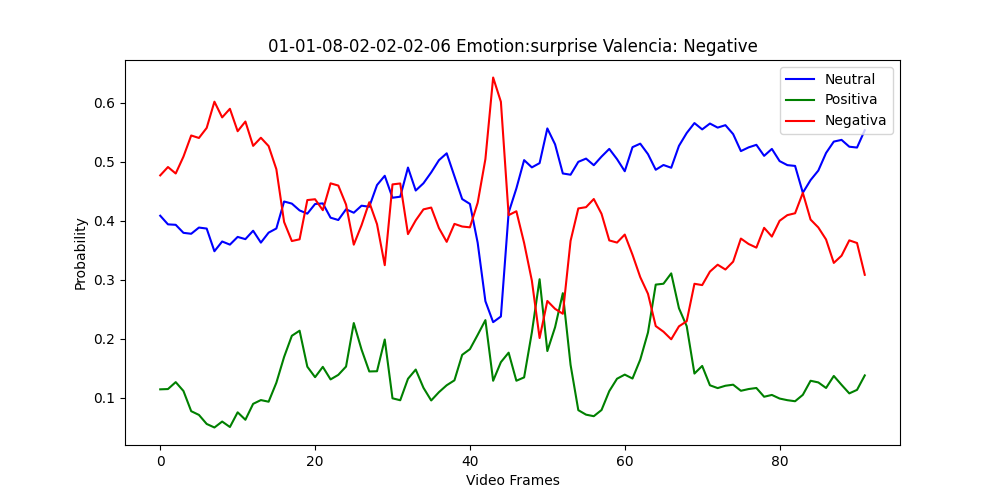 01-01-08-02-02-02-06 Emotion:surprise Valencia: Negative
Neutral
Positiva
Negativa
Probability
0.6
0.5
0.4
0.3
0.2
0.1
0 20 40 60 80
Video Frames